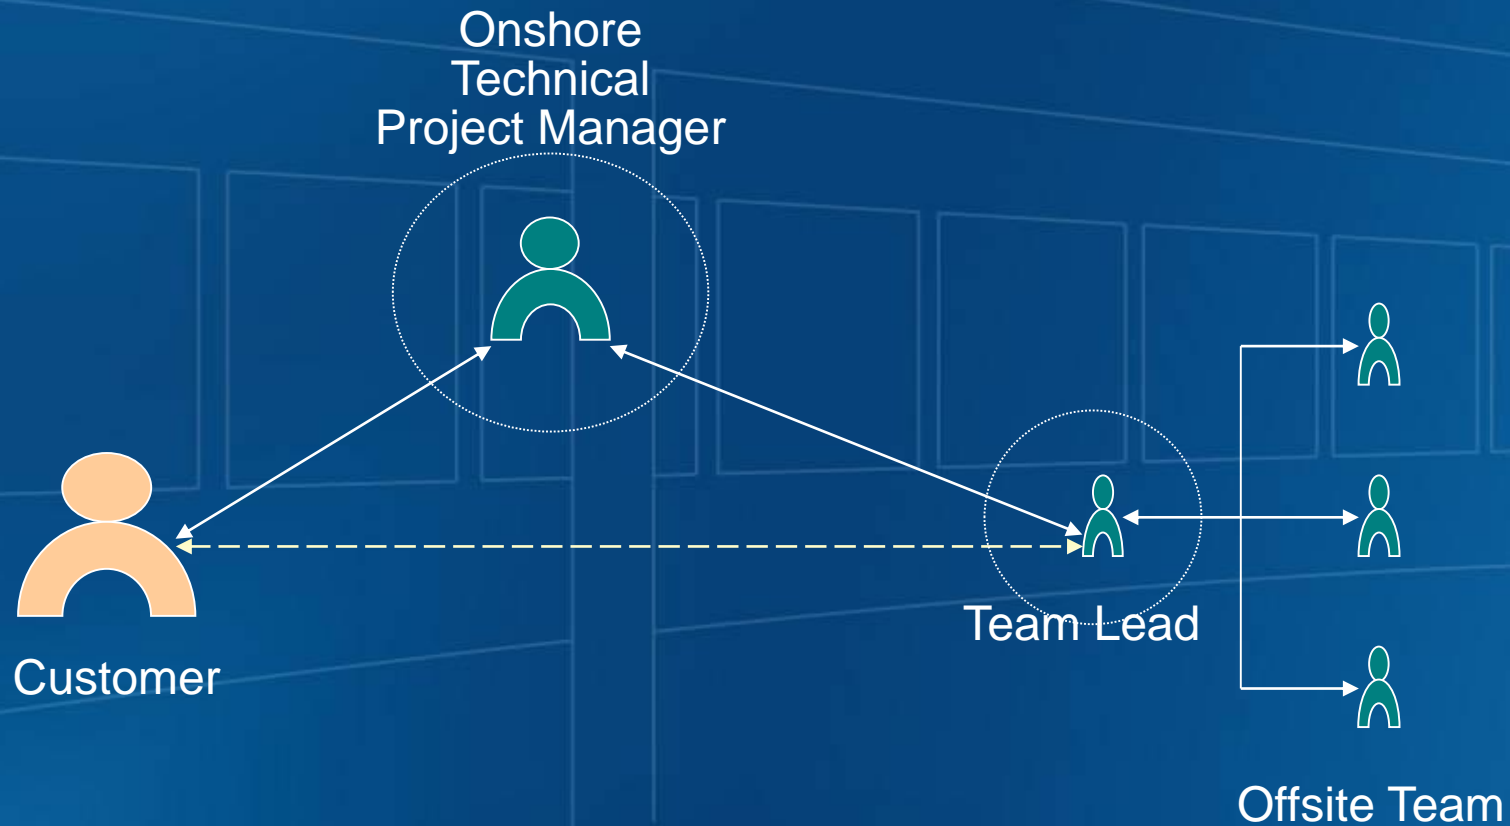 Onshore
Technical
Project Manager
Team Lead
Customer
Offsite Team